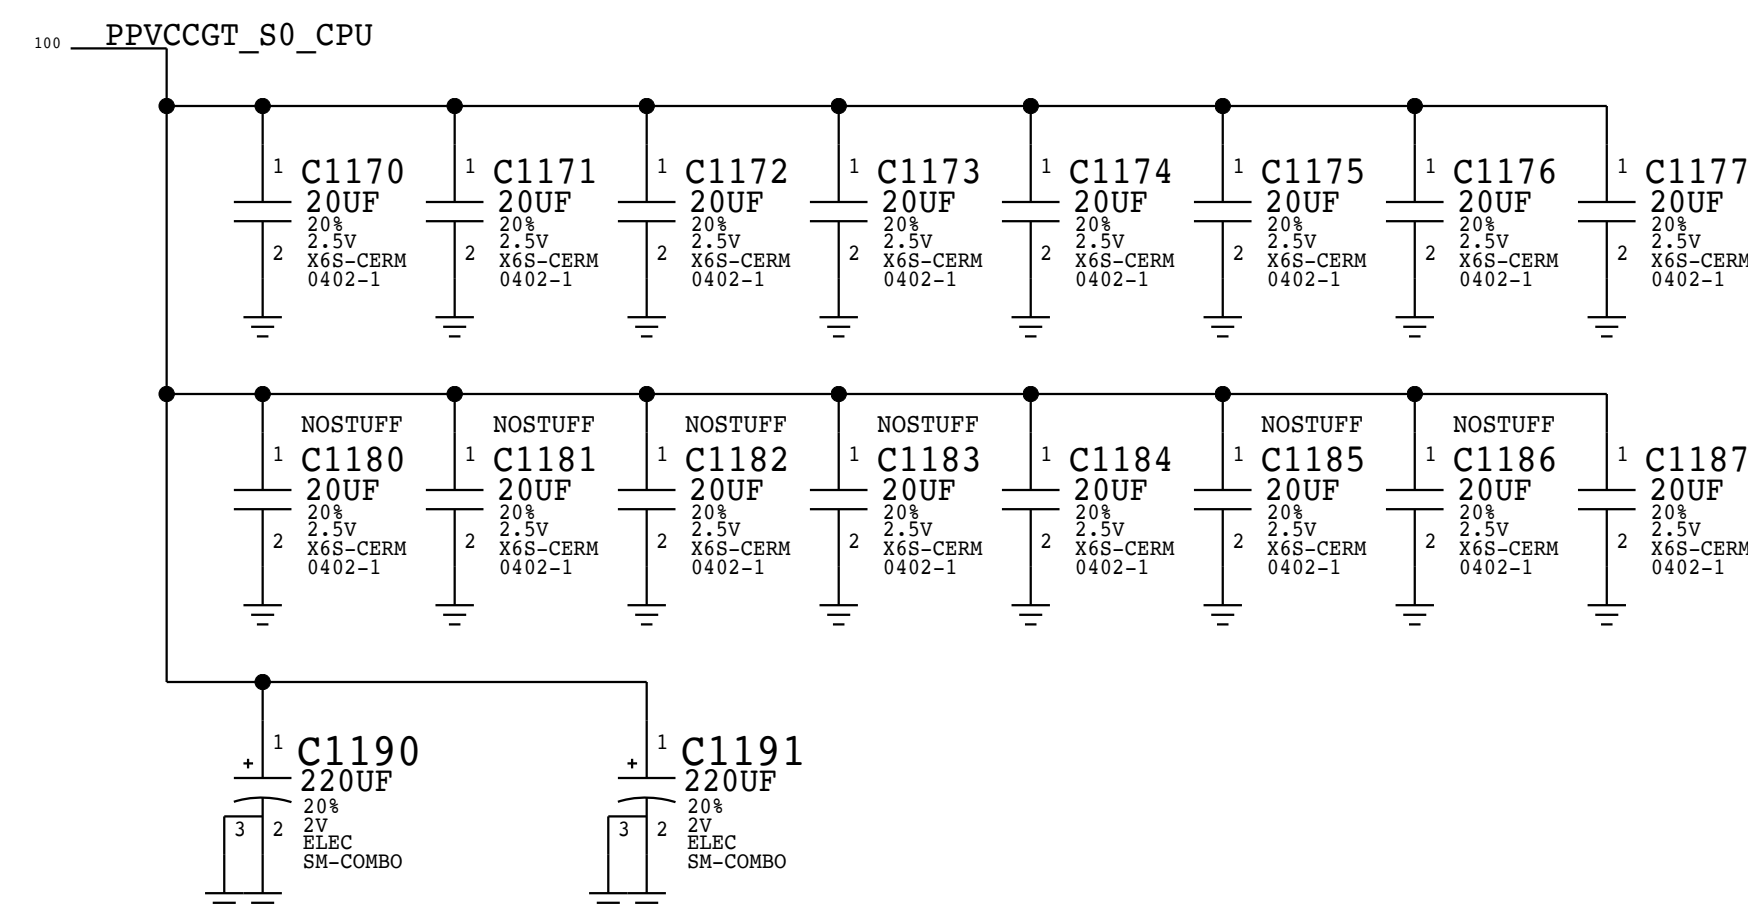 PPVCCGT_S0_CPU
100
1 C1170
20UF
20%
2.5V
2 X6S-CERM
0402-1
1 C1171
20UF
20%
2.5V
2 X6S-CERM
0402-1
1 C1172
20UF
20%
2.5V
2 X6S-CERM
0402-1
1 C1173
20UF
20%
2.5V
2 X6S-CERM
0402-1
1 C1174
20UF
20%
2.5V
2 X6S-CERM
0402-1
1 C1175
20UF
20%
2.5V
2 X6S-CERM
0402-1
1 C1176
20UF
20%
2.5V
2 X6S-CERM
0402-1
1 C1177
20UF
20%
2.5V
2 X6S-CERM
0402-1
NOSTUFF
1 C1180
20UF
20%
2.5V
2 X6S-CERM
0402-1
NOSTUFF
1 C1181
20UF
20%
2.5V
2 X6S-CERM
0402-1
NOSTUFF
1 C1182
20UF
20%
2.5V
2 X6S-CERM
0402-1
NOSTUFF
1 C1183
20UF
20%
2.5V
2 X6S-CERM
0402-1
1 C1184
20UF
20%
2.5V
2 X6S-CERM
0402-1
NOSTUFF
1 C1185
20UF
20%
2.5V
2 X6S-CERM
0402-1
NOSTUFF
1 C1186
20UF
20%
2.5V
2 X6S-CERM
0402-1
1 C1187
20UF
20%
2.5V
2 X6S-CERM
0402-1
1 C1190
+ 220UF
20%
3 2 2V
ELEC
SM-COMBO
1 C1191
+ 220UF
20%
3 2 2V
ELEC
SM-COMBO